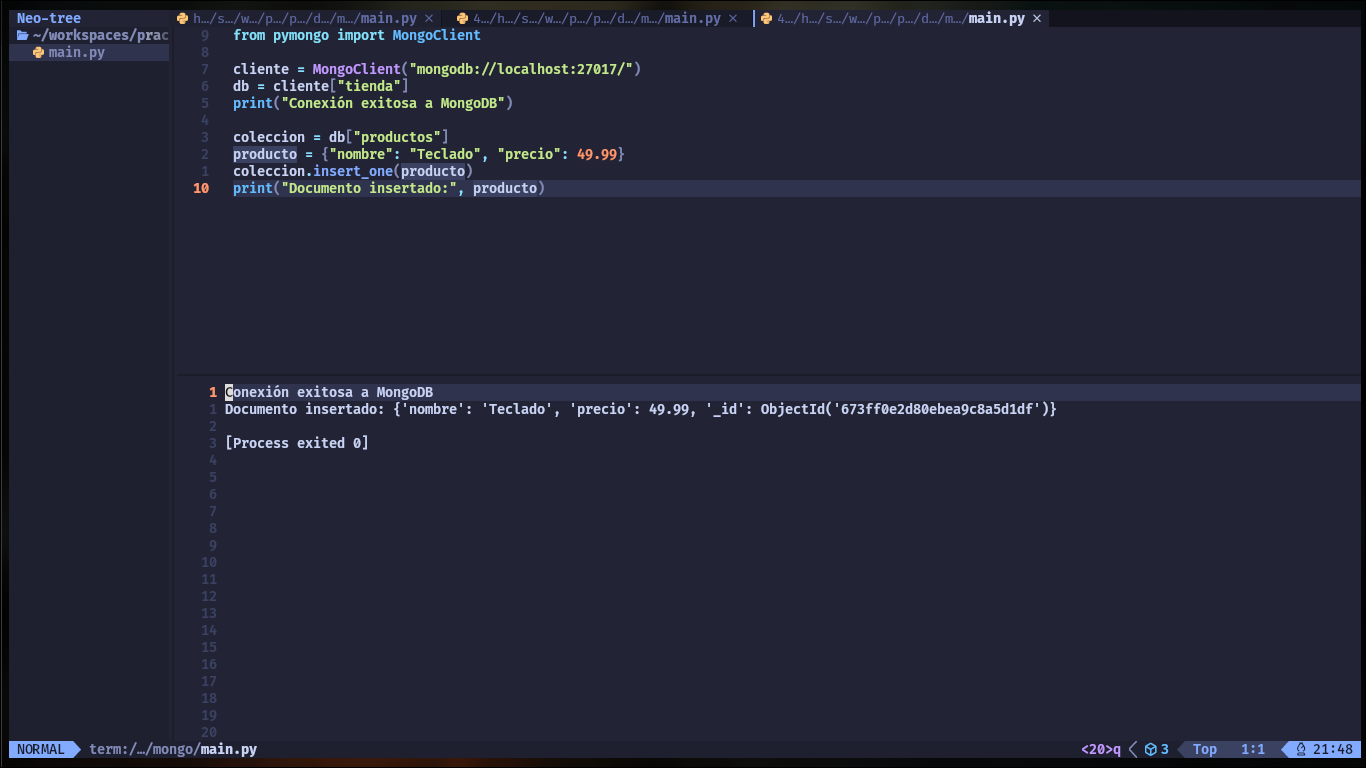 Neo-tree
h…/s…/w…/p…/p…/d…/m…/main.py ×
4…/h…/s…/w…/p…/p…/d…/m…/main.py ×
4…/h…/s…/w…/p…/p…/d…/m…/main.py ×
~/workspaces/prac
main.py
9 from pymongo import MongoClient
8
7 cliente = MongoClient("mongodb://localhost:27017/")
6 db = cliente["tienda"]
5 print("Conexión exitosa a MongoDB")
4
3 coleccion = db["productos"]
2 producto = {"nombre": "Teclado", "precio": 49.99}
1 coleccion.insert_one(producto)
10 print("Documento insertado:", producto)
1 Conexión exitosa a MongoDB
1 Documento insertado: {'nombre': 'Teclado', 'precio': 49.99, '_id': ObjectId('673ff0e2d80ebea9c8a5d1df')}
2
3 [Process exited 0]
4
5
6
7
8
9
10
11
12
13
14
15
16
17
18
19
20
NORMAL term:/…/mongo/main.py <20>q 3 Top 1:1 21:48